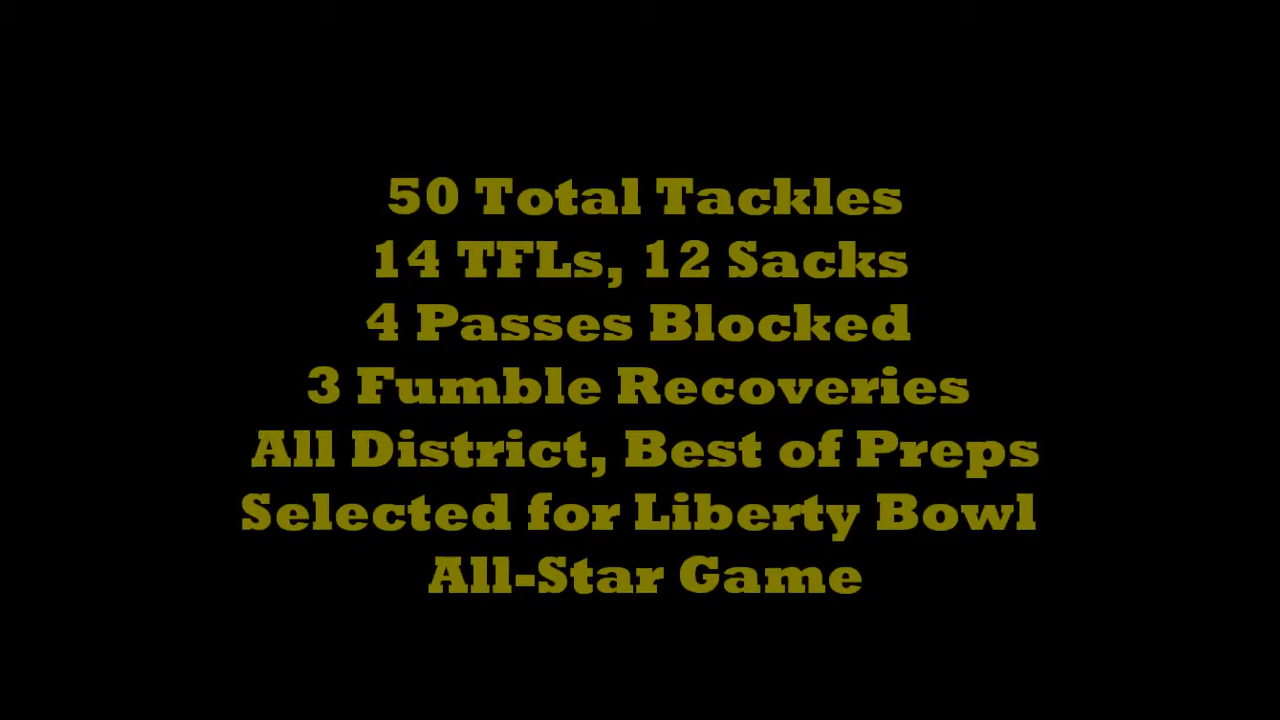 50 Total Tackles
14 TFLs, 12 Sacks
4 Passes Blocked
3 Fumble Recoveries
All District, Best of Preps
Selected for Liberty Bowl
All-Star Game